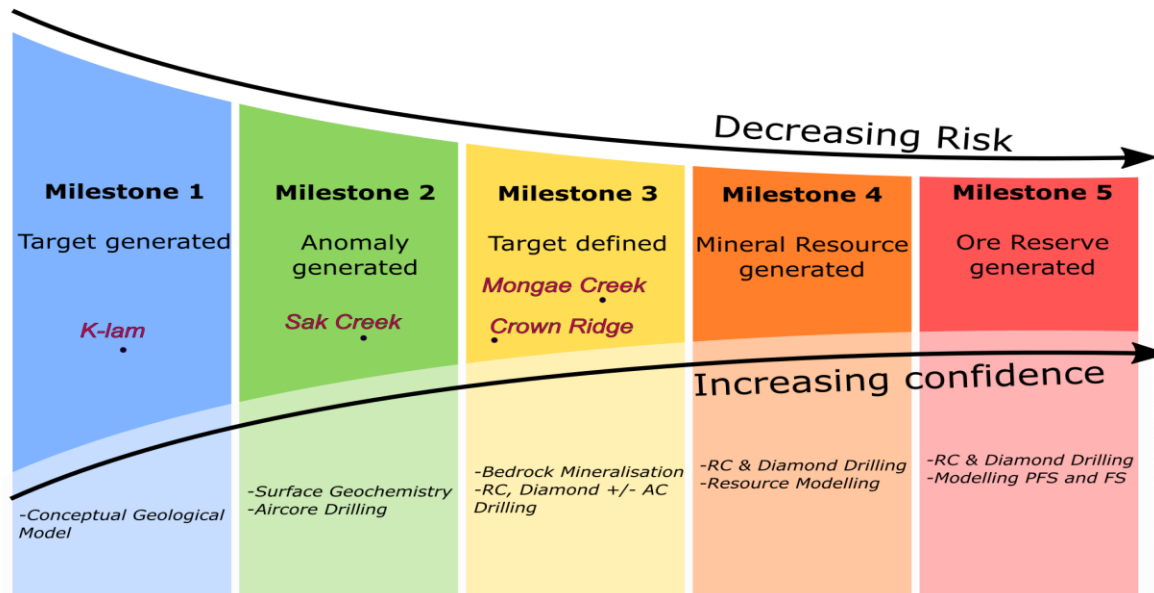 Decreasing Risk
Milestone 1
Target generated
K-lam
Milestone 2
Anomaly
generated
Sak Creek
Milestone 3
Target defined
Mongae Creek
Crown Ridge
Milestone 4
Mineral Resource
generated
Milestone 5
Ore Reserve
generated
Increasing confidence
-Conceptual Geological
Model
-Surface Geochemistry
-Aircore Drilling
-Bedrock Mineralisation
-RC, Diamond +/- AC
Drilling
-RC & Diamond Drilling
-Resource Modelling
-RC & Diamond Drilling
-Modelling PFS and FS